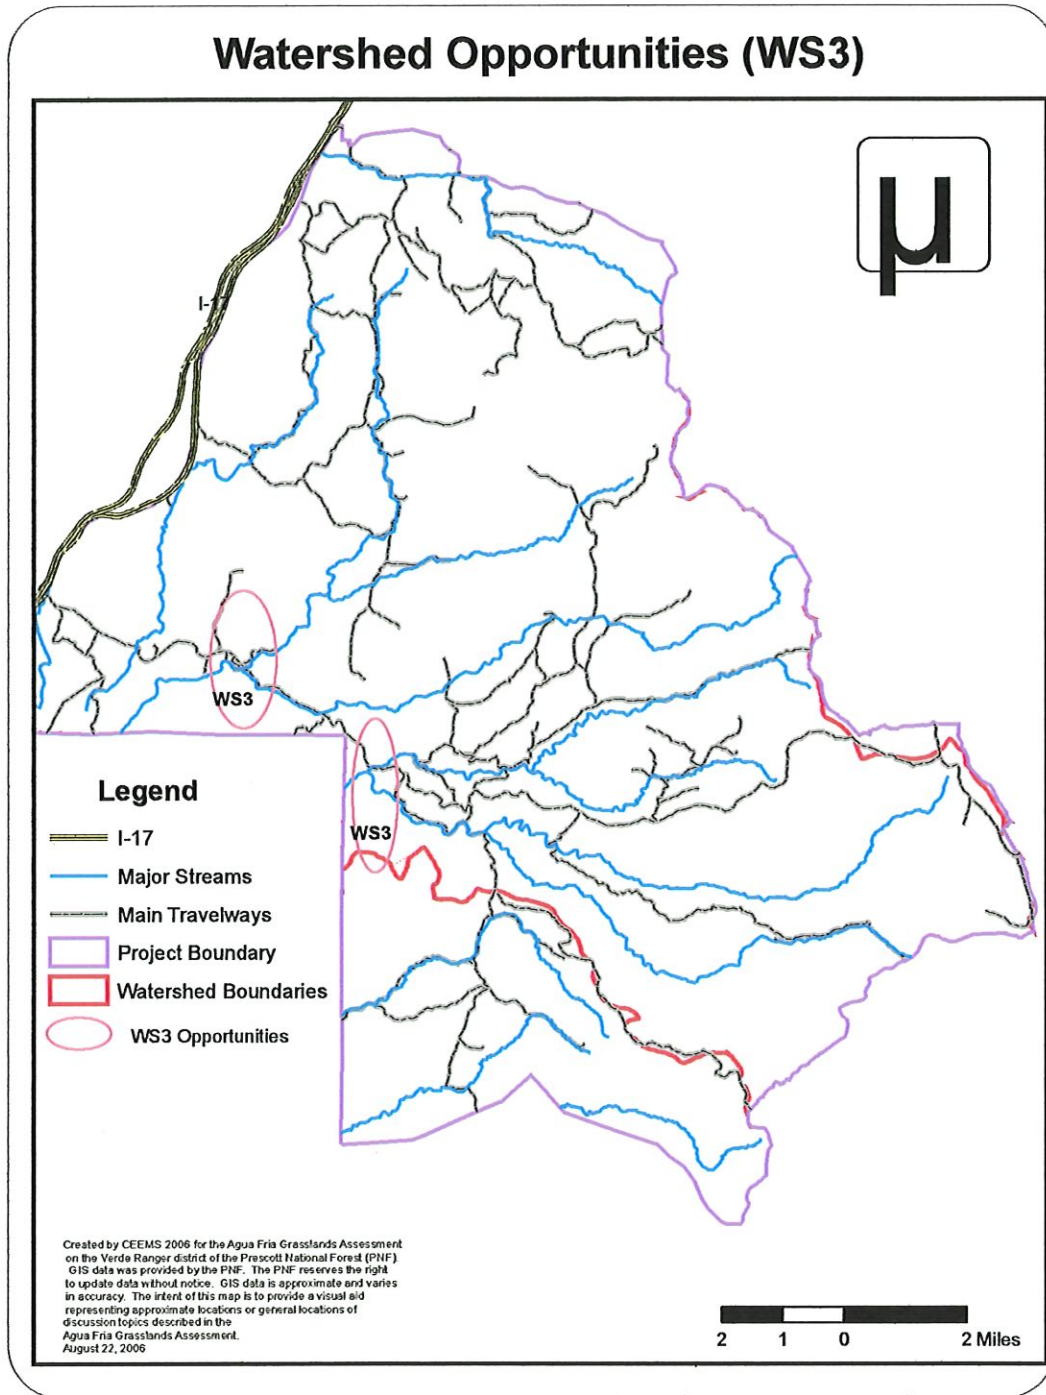 Watershed Opportunities (WS3)
µ
I-17
WS3
WS3
Legend
I-17
Major Streams
Main Travelways
Project Boundary
Watershed Boundaries
WS3 Opportunities
Created by CEEMS 2006 for the Agua Fria Grasslands Assessment
on the Verde Ranger district of the Prescott National Forest (PNF)
GIS data was provided by the PNF. The PNF reserves the right
to update data without notice. GIS data is approximate and varies
in accuracy. The intent of this map is to provide a visual aid
representing approximate locations or general locations of
discussion topics described in the
Agua Fria Grasslands Assessment.
August 22, 2006
2 1 0 2 Miles